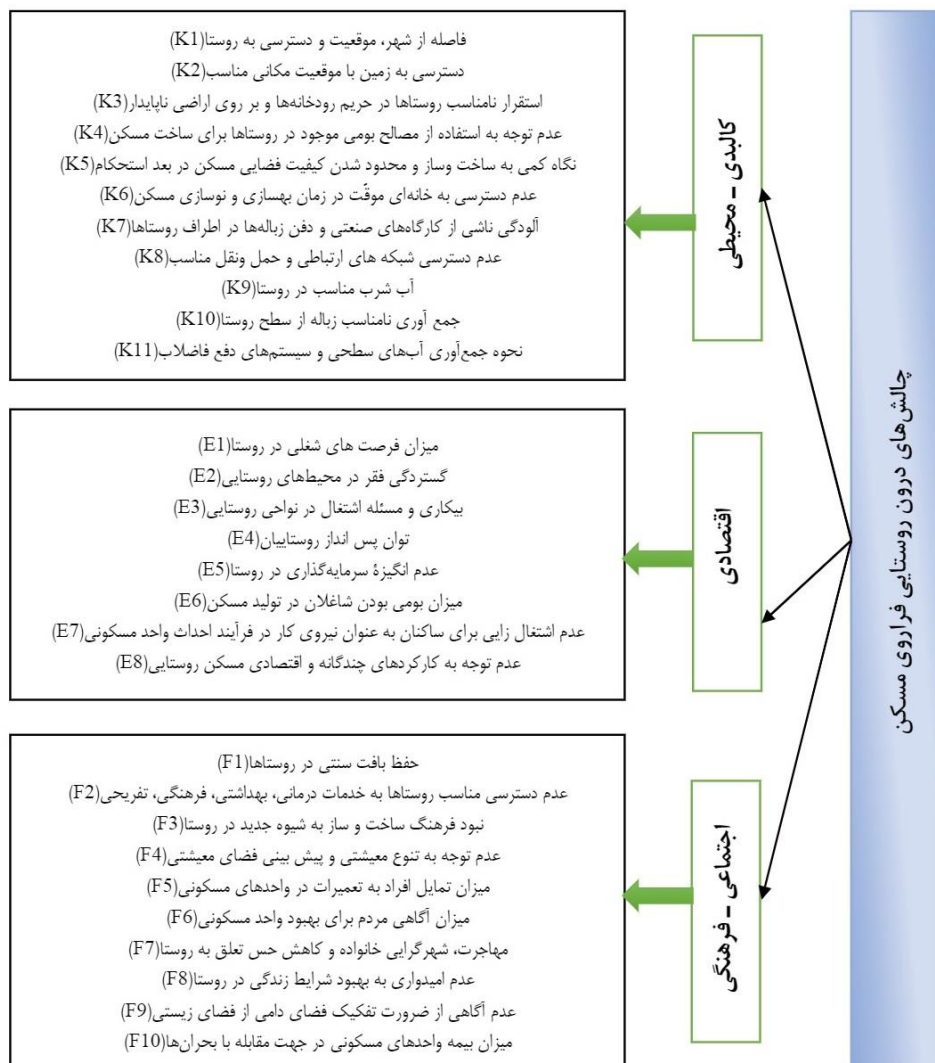 چالش‌های درون روستایی فراروی مسکن
کالبدی - محیطی
فاصله از شهر، موقعیت و دسترسی به روستا(K1)
دسترسی به زمین با موقعیت مکانی مناسب(K2)
استقرار نامناسب روستاها در حریم رودخانه‌ها و بر روی اراضی ناپایدار(K3)
عدم توجه به استفاده از مصالح بومی موجود در روستاها برای ساخت مسکن(K4)
نگاه کمی به ساخت وساز و محدود شدن کیفیت فضایی مسکن در بعد استحکام(K5)
عدم دسترسی به خانه‌ای موقّت در زمان بهسازی و نوسازی مسکن(K6)
آلودگی ناشی از کارگاه‌های صنعتی و دفن زباله‌ها در اطراف روستاها(K7)
عدم دسترسی شبکه های ارتباطی و حمل ونقل مناسب(K8)
آب شرب مناسب در روستا(K9)
جمع آوری نامناسب زباله از سطح روستا(K10)
نحوه جمع‌آوری آب‌های سطحی و سیستم‌های دفع فاضلاب(K11)
اقتصادی
میزان فرصت های شغلی در روستا(E1)
گستردگی فقر در محیط‌های روستایی(E2)
بیکاری و مسئله اشتغال در نواحی روستایی(E3)
توان پس انداز روستاییان(E4)
عدم انگیزۀ سرمایه‌گذاری در روستا(E5)
میزان بومی بودن شاغلان در تولید مسکن(E6)
عدم اشتغال زایی برای ساکنان به عنوان نیروی کار در فرآیند احداث واحد مسکونی(E7)
عدم توجه به کارکردهای چندگانه و اقتصادی مسکن روستایی(E8)
اجتماعی - فرهنگی
حفظ بافت سنتی در روستاها(F1)
عدم دسترسی مناسب روستاها به خدمات درمانی، بهداشتی، فرهنگی، تفریحی(F2)
نبود فرهنگ ساخت و ساز به شیوه جدید در روستا(F3)
عدم توجه به تنوع معیشتی و پیش بینی فضای معیشتی(F4)
میزان تمایل افراد به تعمیرات در واحدهای مسکونی(F5)
میزان آگاهی مردم برای بهبود واحد مسکونی(F6)
مهاجرت، شهرگرایی خانواده و کاهش حس تعلق به روستا(F7)
عدم امیدواری به بهبود شرایط زندگی در روستا(F8)
عدم آگاهی از ضرورت تفکیک فضای دامی از فضای زیستی(F9)
میزان بیمه واحدهای مسکونی در جهت مقابله با بحران‌ها(F10)